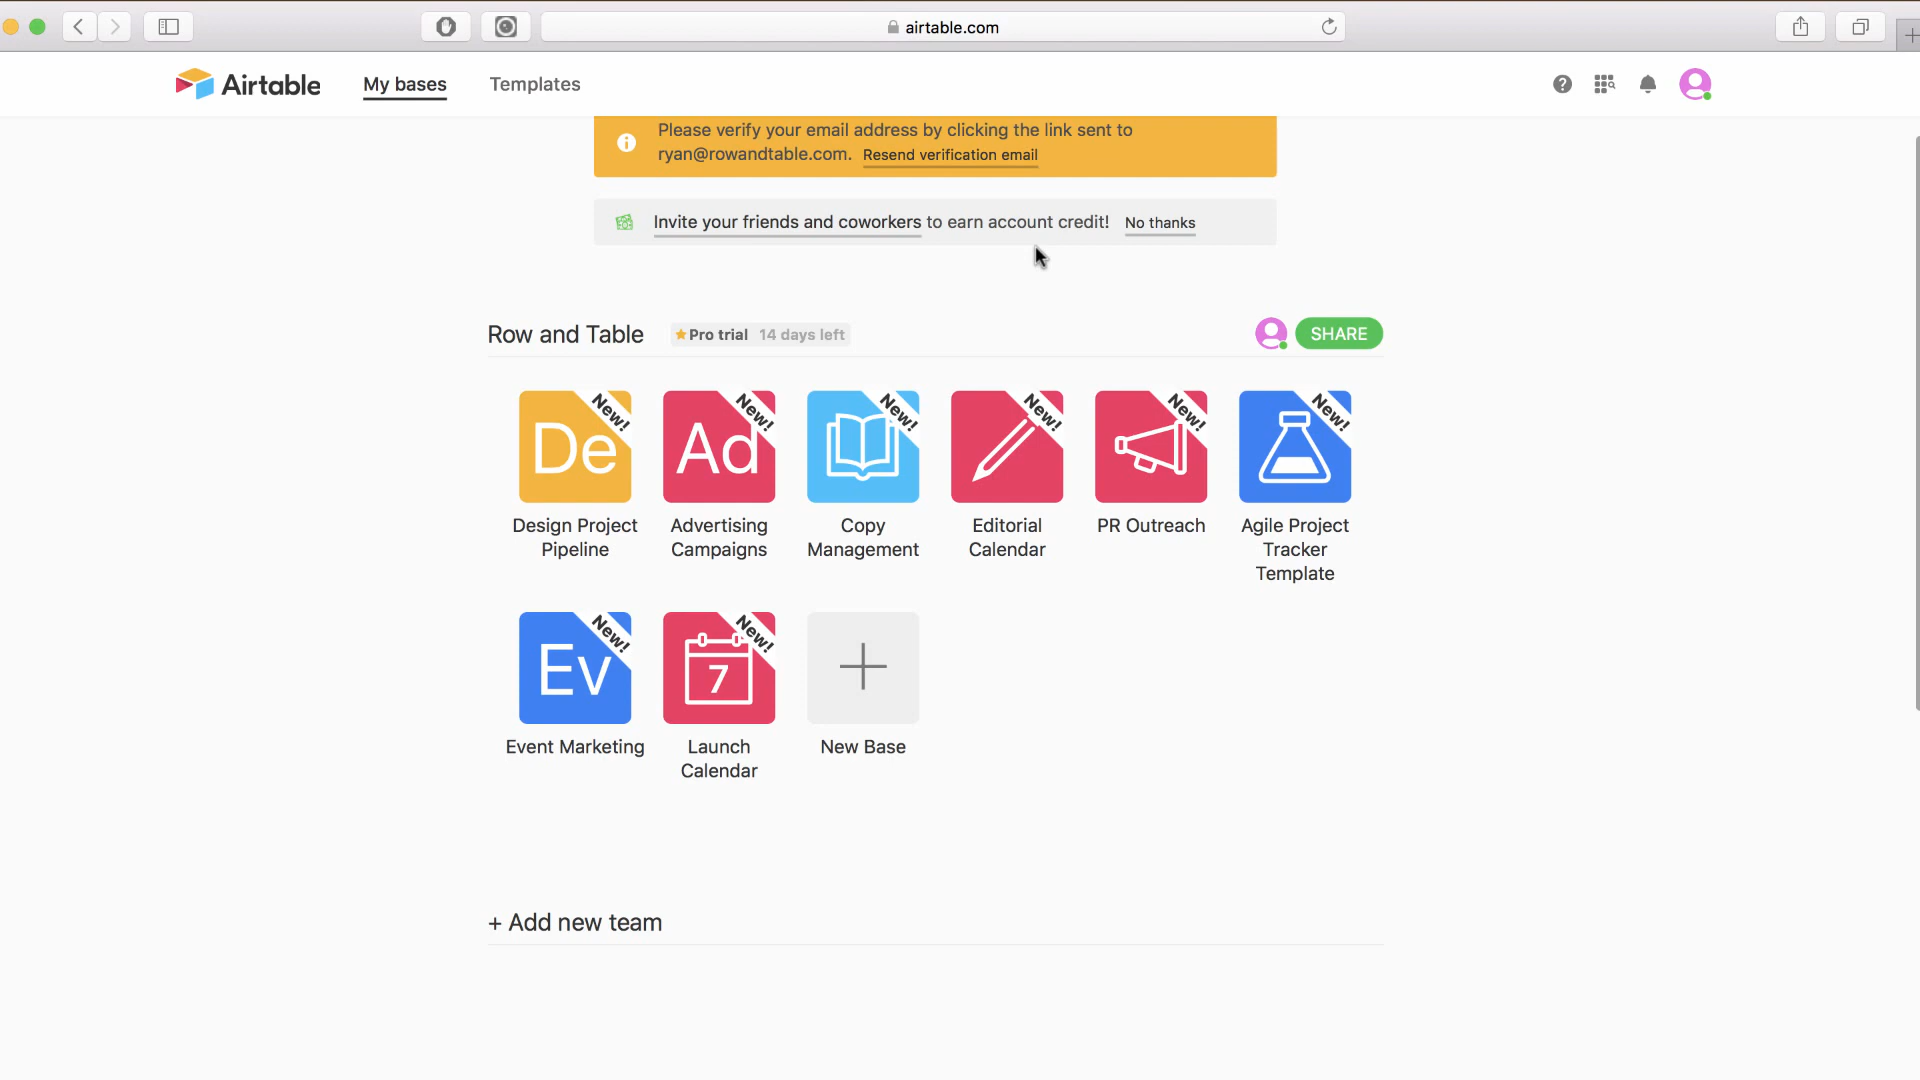 airtable.com
Airtable
My bases
Templates
Please verify your email address by clicking the link sent to
ryan@rowandtable.com. Resend verification email
Invite your friends and coworkers to earn account credit! No thanks
Row and Table
Pro trial 14 days left
SHARE
New!
De
New!
Ad
New!
New!
New!
New!
Design Project
Pipeline
Advertising
Campaigns
Copy
Management
Editorial
Calendar
PR Outreach
Agile Project
Tracker
Template
New!
Ev
New!
7
Event Marketing
Launch
Calendar
New Base
+ Add new team